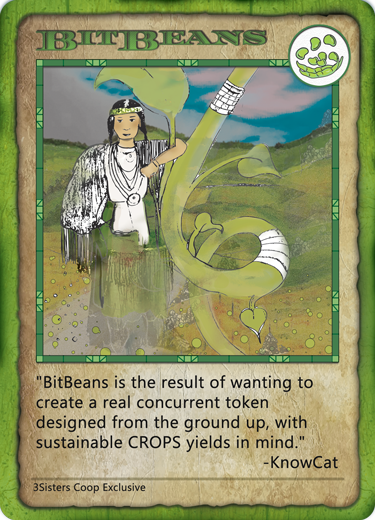 BITBEANS
"BitBeans is the result of wanting to
create a real concurrent token
designed from the ground up, with
sustainable CROPS yields in mind."
-KnowCat
3Sisters Coop Exclusive